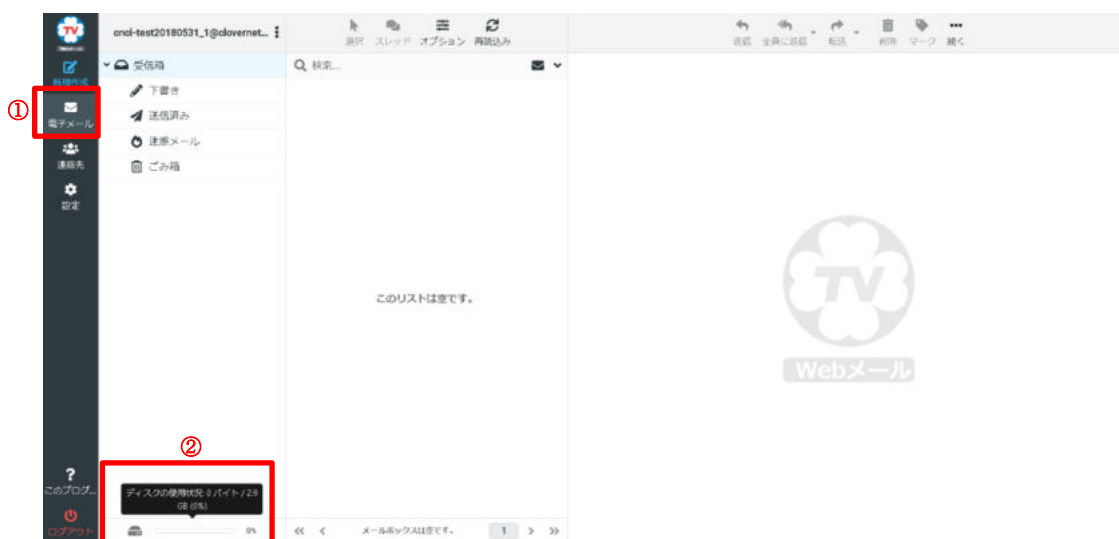 TV
cncl-test20180531_1@clovernet...
選択 スレッド オプション 再読込み
返信 全員に返信 転送 削除 マーク 続く
新規作成
受信箱
検索...
下書き
①
電子メール
送信済み
迷惑メール
連絡先
ごみ箱
設定
このリストは空です。
TV
Webメール
②
?
このプログ...
ディスクの使用状況: 0 バイト / 2.9
GB (0%)
ログアウト
0%
メールボックスは空です。
1